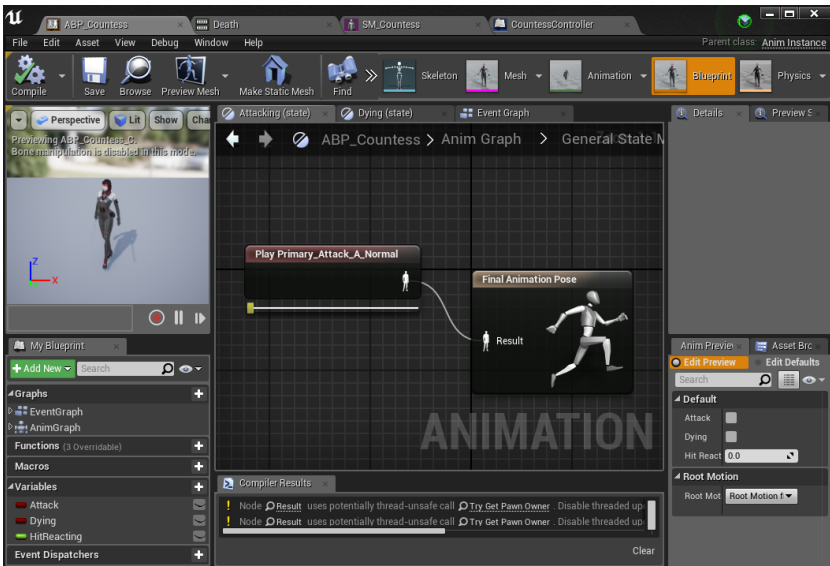 ABP_Countess
Death
SM_Countess
CountessController
File Edit Asset View Debug Window Help
Parent class: Anim Instance
Compile
Save
Browse
Preview Mesh
Make Static Mesh
Find
Skeleton
Mesh
Animation
Blueprint
Physics
Perspective
Lit
Show
Cha
Previewing ABP_Countess_C.
Bone manipulation is disabled in this mode.
Z
X
Attacking (state)
Dying (state)
Event Graph
ABP_Countess > Anim Graph > General State M
Play Primary_Attack_A_Normal
Final Animation Pose
Result
ANIMATION
Details
Preview S
My Blueprint
+ Add New
Search
Graphs
EventGraph
AnimGraph
Functions (3 Overridable)
Macros
Variables
Attack
Dying
HitReacting
Event Dispatchers
Compiler Results
! Node Result uses potentially thread-unsafe call Try Get Pawn Owner . Disable threaded up
! Node Result uses potentially thread-unsafe call Try Get Pawn Owner . Disable threaded up
Clear
Anim Previe
Asset Brc
Edit Preview
Edit Defaults
Search
Default
Attack
Dying
Hit React 0.0
Root Motion
Root Mot Root Motion f